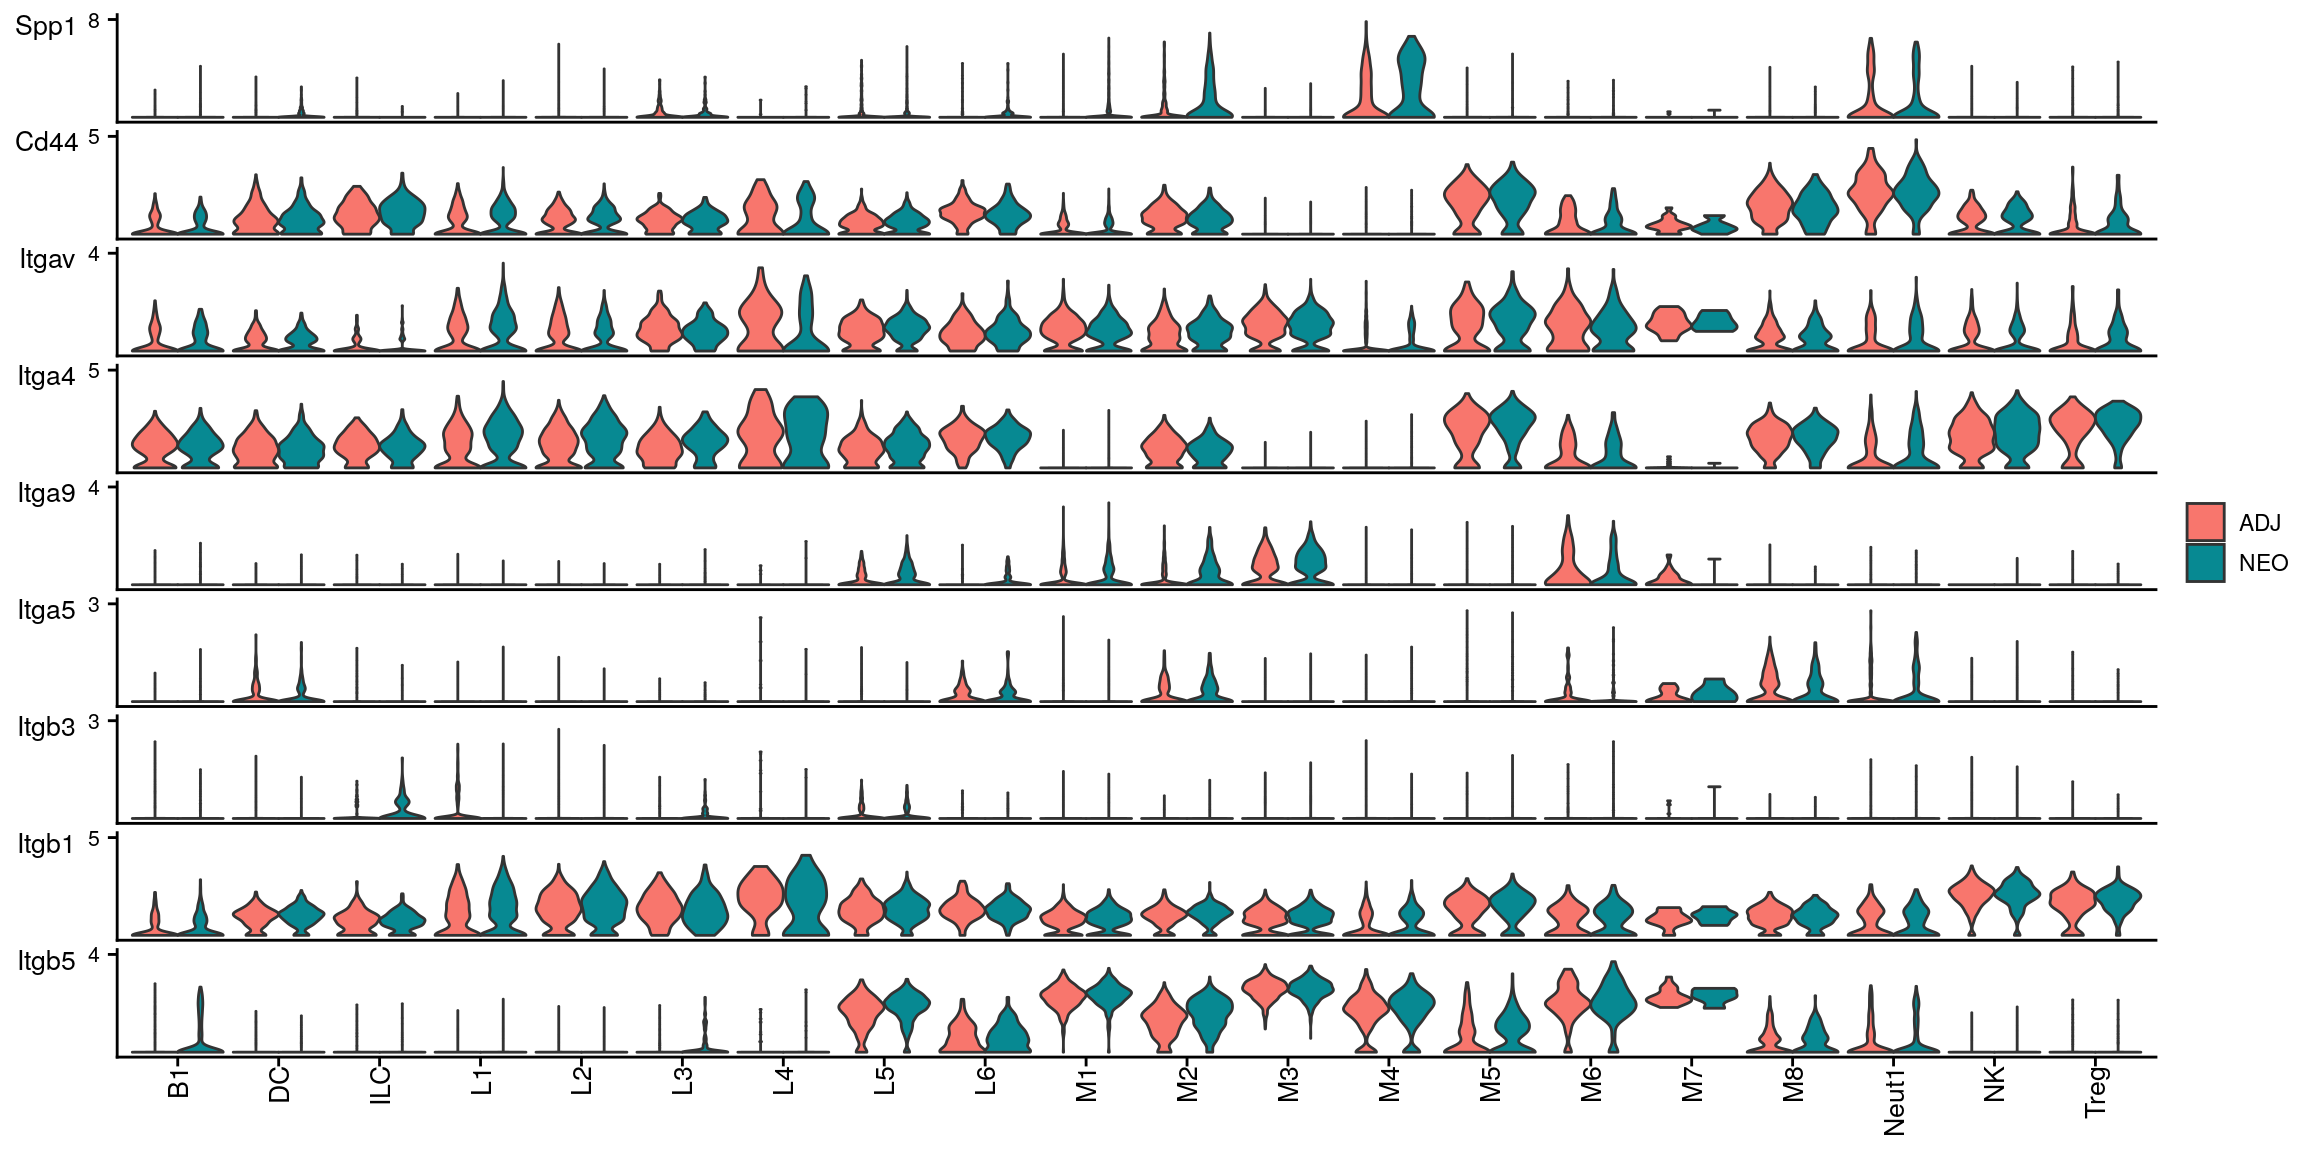 Spp1 8
Cd44 5
Itgav 4
Itga4 5
Itga9 4
Itga5 3
Itgb3 3
Itgb1 5
Itgb5 4
ADJ
NEO
B1 DC ILC L1 L2 L3 L4 L5 L6 M1 M2 M3 M4 M5 M6 M7 M8 Neut1 NK Treg